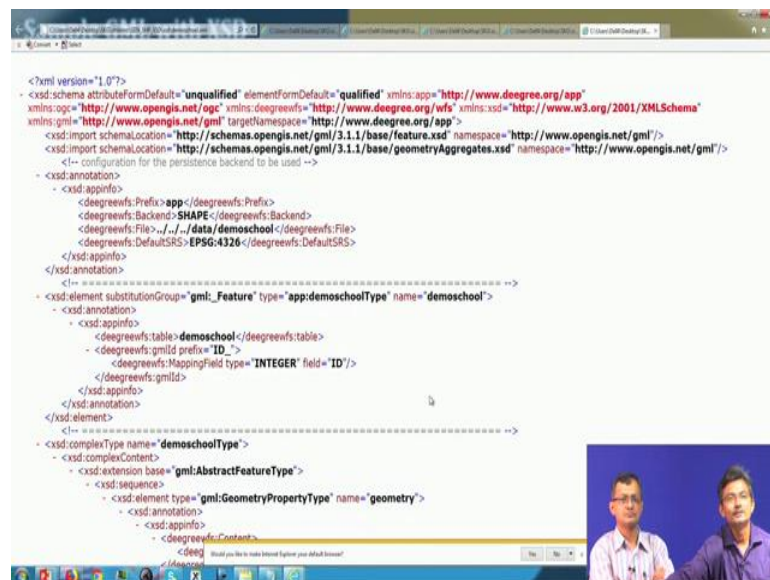 Sample GML with XSD
Convert Select
<?xml version="1.0"?>
- <xsd:schema attributeFormDefault="unqualified" elementFormDefault="qualified" xmlns:app="http://www.deegree.org/app"
xmlns:ogc="http://www.opengis.net/ogc" xmlns:deegreewfs="http://www.deegree.org/wfs" xmlns:xsd="http://www.w3.org/2001/XMLSchema"
xmlns:gml="http://www.opengis.net/gml" targetNamespace="http://www.deegree.org/app">
<xsd:import schemaLocation="http://schemas.opengis.net/gml/3.1.1/base/feature.xsd" namespace="http://www.opengis.net/gml"/>
<xsd:import schemaLocation="http://schemas.opengis.net/gml/3.1.1/base/geometryAggregates.xsd" namespace="http://www.opengis.net/gml"/>
<!-- configuration for the persistence backend to be used -->
- <xsd:annotation>
- <xsd:appinfo>
<deegreewfs:Prefix>app</deegreewfs:Prefix>
<deegreewfs:Backend>SHAPE</deegreewfs:Backend>
<deegreewfs:File>../../../data/demoschool</deegreewfs:File>
<deegreewfs:DefaultSRS>EPSG:4326</deegreewfs:DefaultSRS>
</xsd:appinfo>
</xsd:annotation>
<!-- ================================================================= -->
- <xsd:element substitutionGroup="gml:_Feature" type="app:demoschoolType" name="demoschool">
- <xsd:annotation>
- <xsd:appinfo>
<deegreewfs:table>demoschool</deegreewfs:table>
- <deegreewfs:gmlId prefix="ID_">
<deegreewfs:MappingField type="INTEGER" field="ID"/>
</deegreewfs:gmlId>
</xsd:appinfo>
</xsd:annotation>
</xsd:element>
<!-- ================================================================= -->
- <xsd:complexType name="demoschoolType">
- <xsd:complexContent>
- <xsd:extension base="gml:AbstractFeatureType">
- <xsd:sequence>
- <xsd:element type="gml:GeometryPropertyType" name="geometry">
- <xsd:annotation>
- <xsd:appinfo>
- <deegreewfs:Content>
<deeg
Would you like to make Internet Explorer your default browser? Yes No